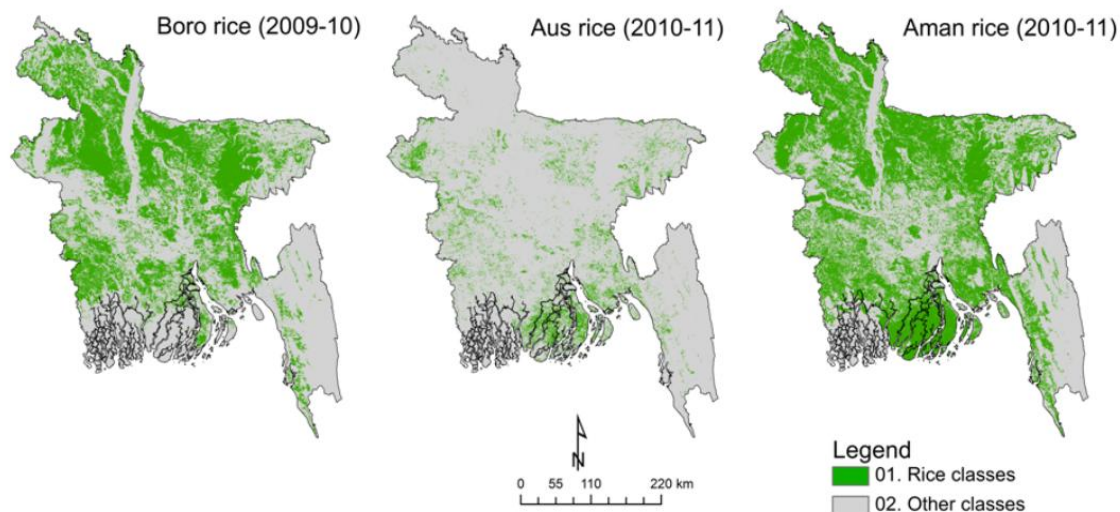 Boro rice (2009-10)
Aus rice (2010-11)
Aman rice (2010-11)
N
0 55 110 220 km
Legend
01. Rice classes
02. Other classes